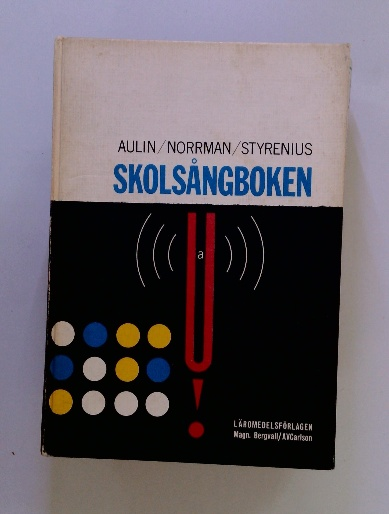 AULIN/NORRMAN/STYRENIUS
SKOLSÅNGBOKEN
a
LÄROMEDELSFÖRLAGEN
Magn. Bergvall/AVCarlson